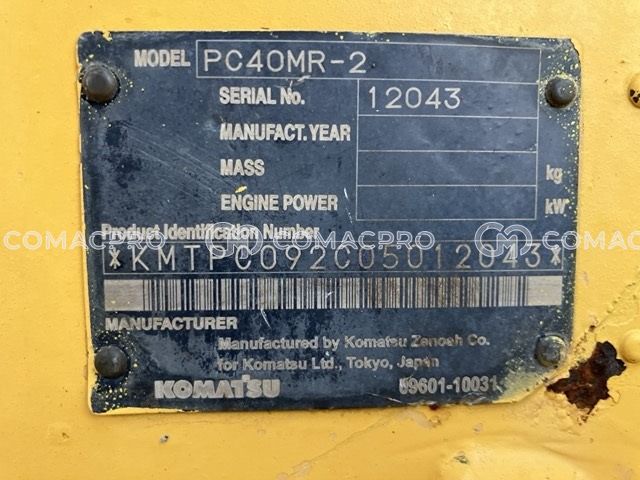 MODEL PC40MR-2
SERIAL No. 12043
MANUFACT.YEAR
MASS kg
ENGINE POWER kW
Product Identification Number
COMACPRO COMACPRO COMACPRO
*KMTPC092C05012043*
MANUFACTURER
Manufactured by Komatsu Zenoah Co.
for Komatsu Ltd., Tokyo, Japan
KOMATSU 09601-10031